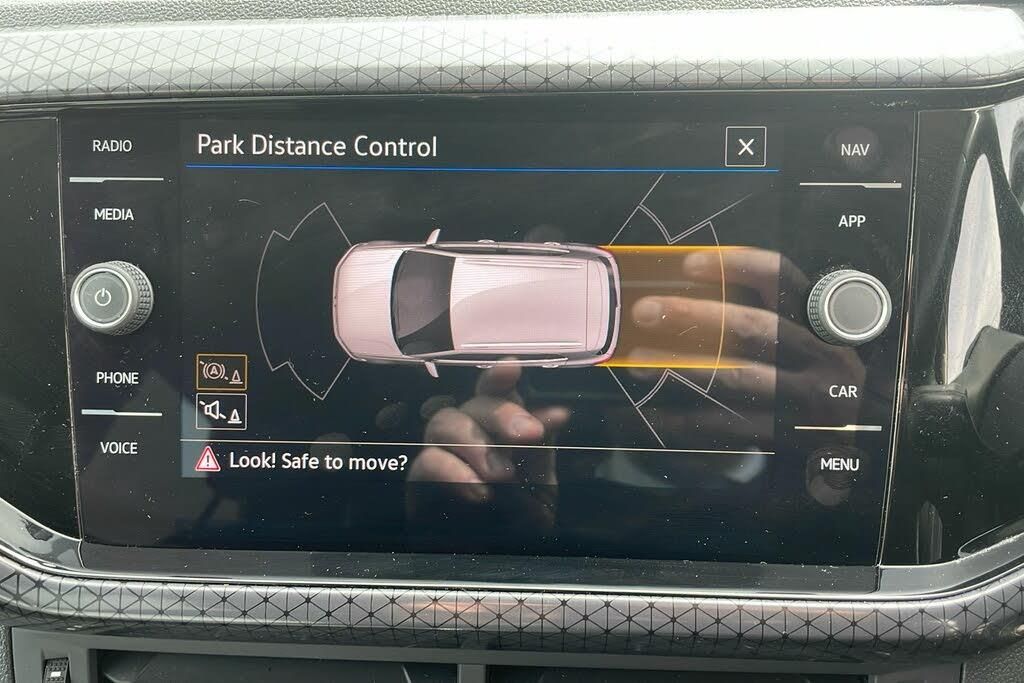 RADIO
Park Distance Control
X
NAV
MEDIA
APP
PHONE
A
CAR
VOICE
Look! Safe to move?
MENU